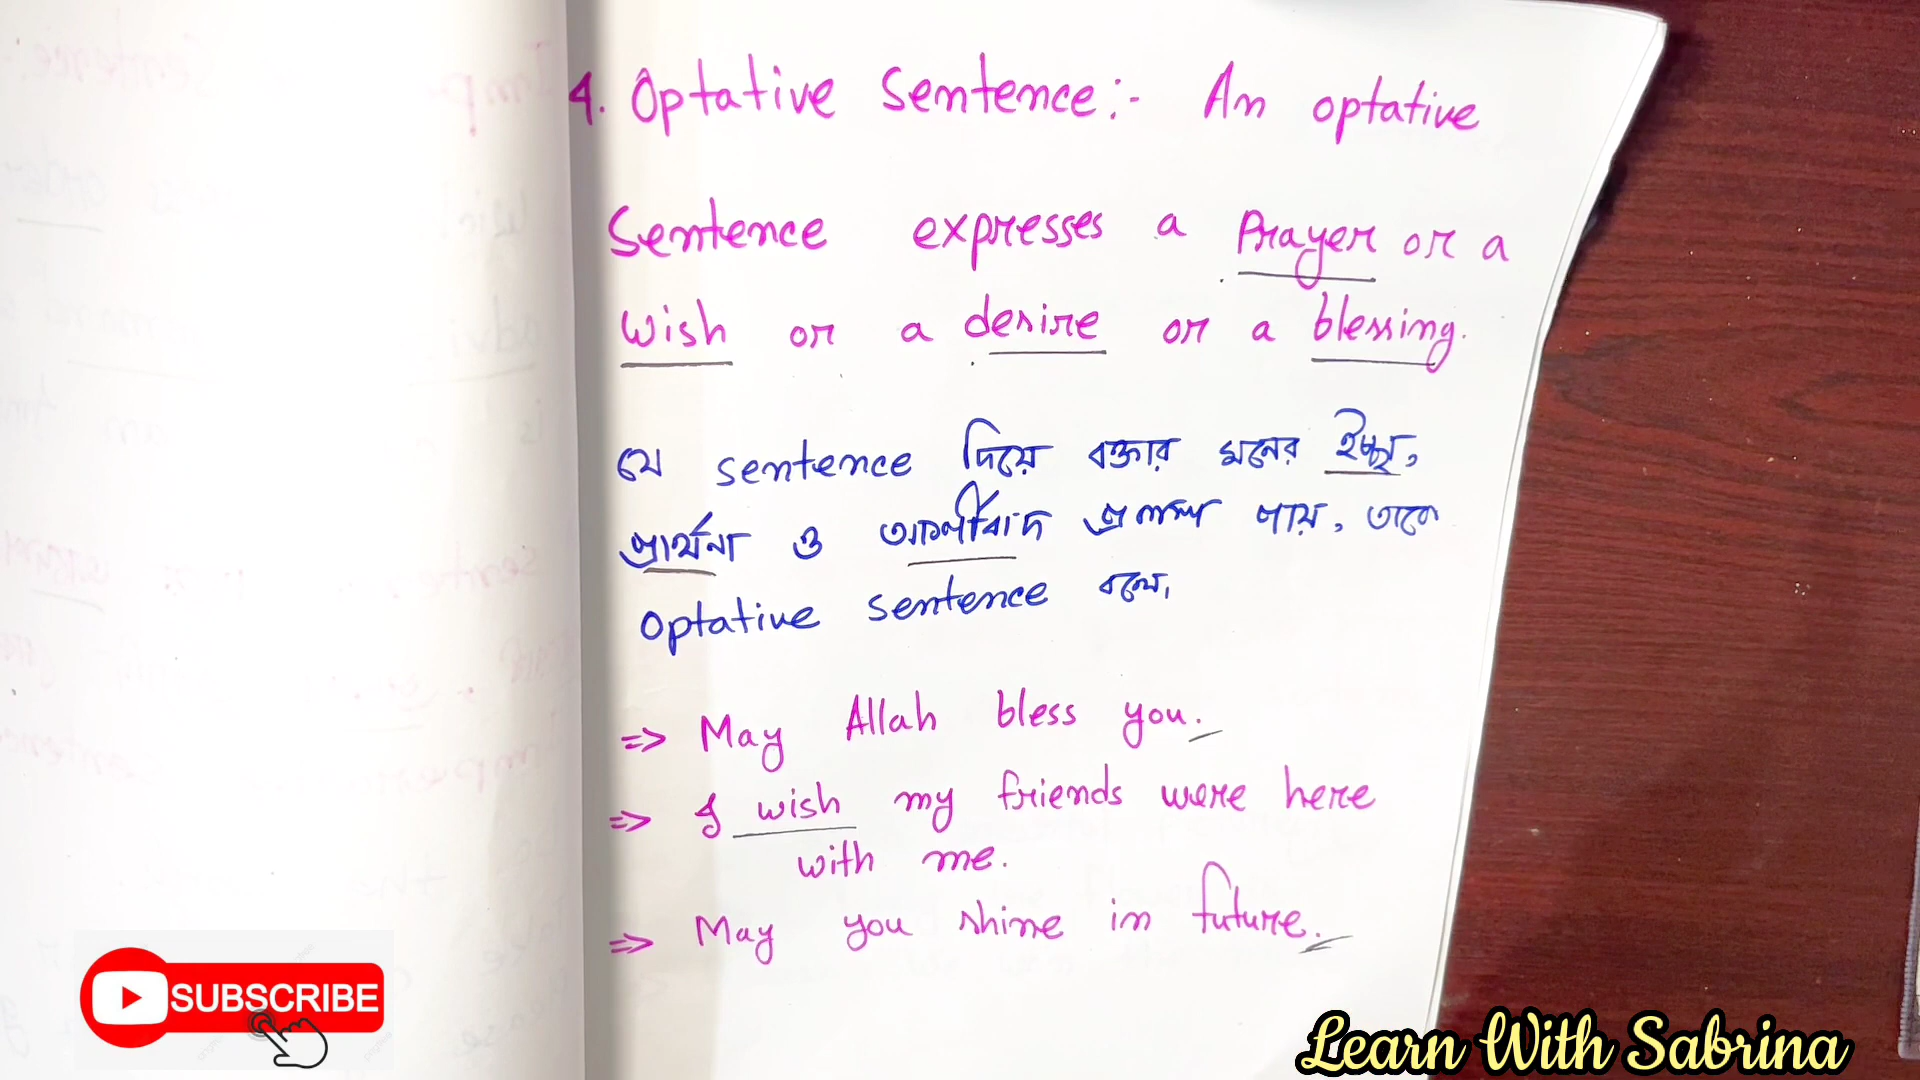 4. Optative Sentence:- An optative
Sentence expresses a Prayer or a
wish or a desire or a blessing.
যে sentence দিয়ে বক্তার মনের ইচ্ছা,
প্রার্থনা ও আশীর্বাদ প্রকাশ পায়, তাকে
optative sentence বলে।
=> May Allah bless you.
=> I wish my friends were here
with me.
=> May you shine in future.
SUBSCRIBE
Learn With Sabrina